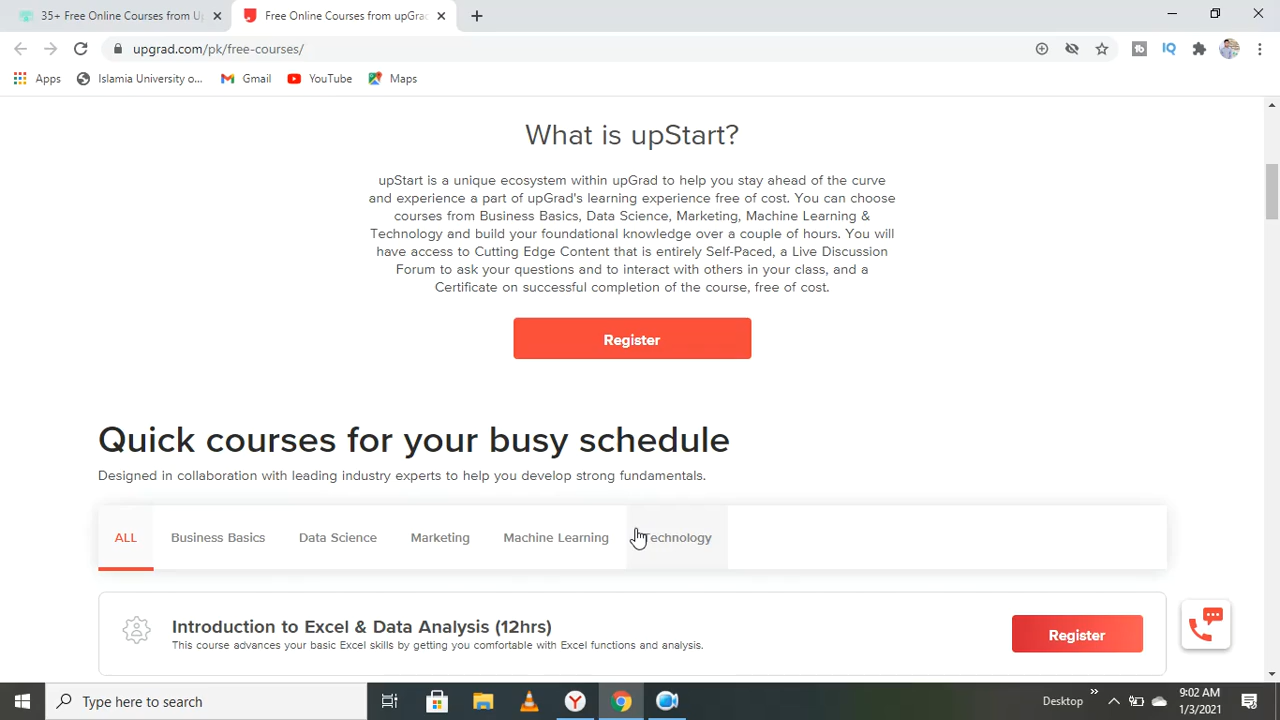 35+ Free Online Courses from U
Free Online Courses from upGra
upgrad.com/pk/free-courses/
IQ
Apps
Islamia University o...
Gmail
YouTube
Maps
What is upStart?
upStart is a unique ecosystem within upGrad to help you stay ahead of the curve
and experience a part of upGrad's learning experience free of cost. You can choose
courses from Business Basics, Data Science, Marketing, Machine Learning &
Technology and build your foundational knowledge over a couple of hours. You will
have access to Cutting Edge Content that is entirely Self-Paced, a Live Discussion
Forum to ask your questions and to interact with others in your class, and a
Certificate on successful completion of the course, free of cost.
Register
Quick courses for your busy schedule
Designed in collaboration with leading industry experts to help you develop strong fundamentals.
ALL Business Basics Data Science Marketing Machine Learning Technology
Introduction to Excel & Data Analysis (12hrs)
This course advances your basic Excel skills by getting you comfortable with Excel functions and analysis.
Register
Type here to search
Desktop
9:02 AM
1/3/2021